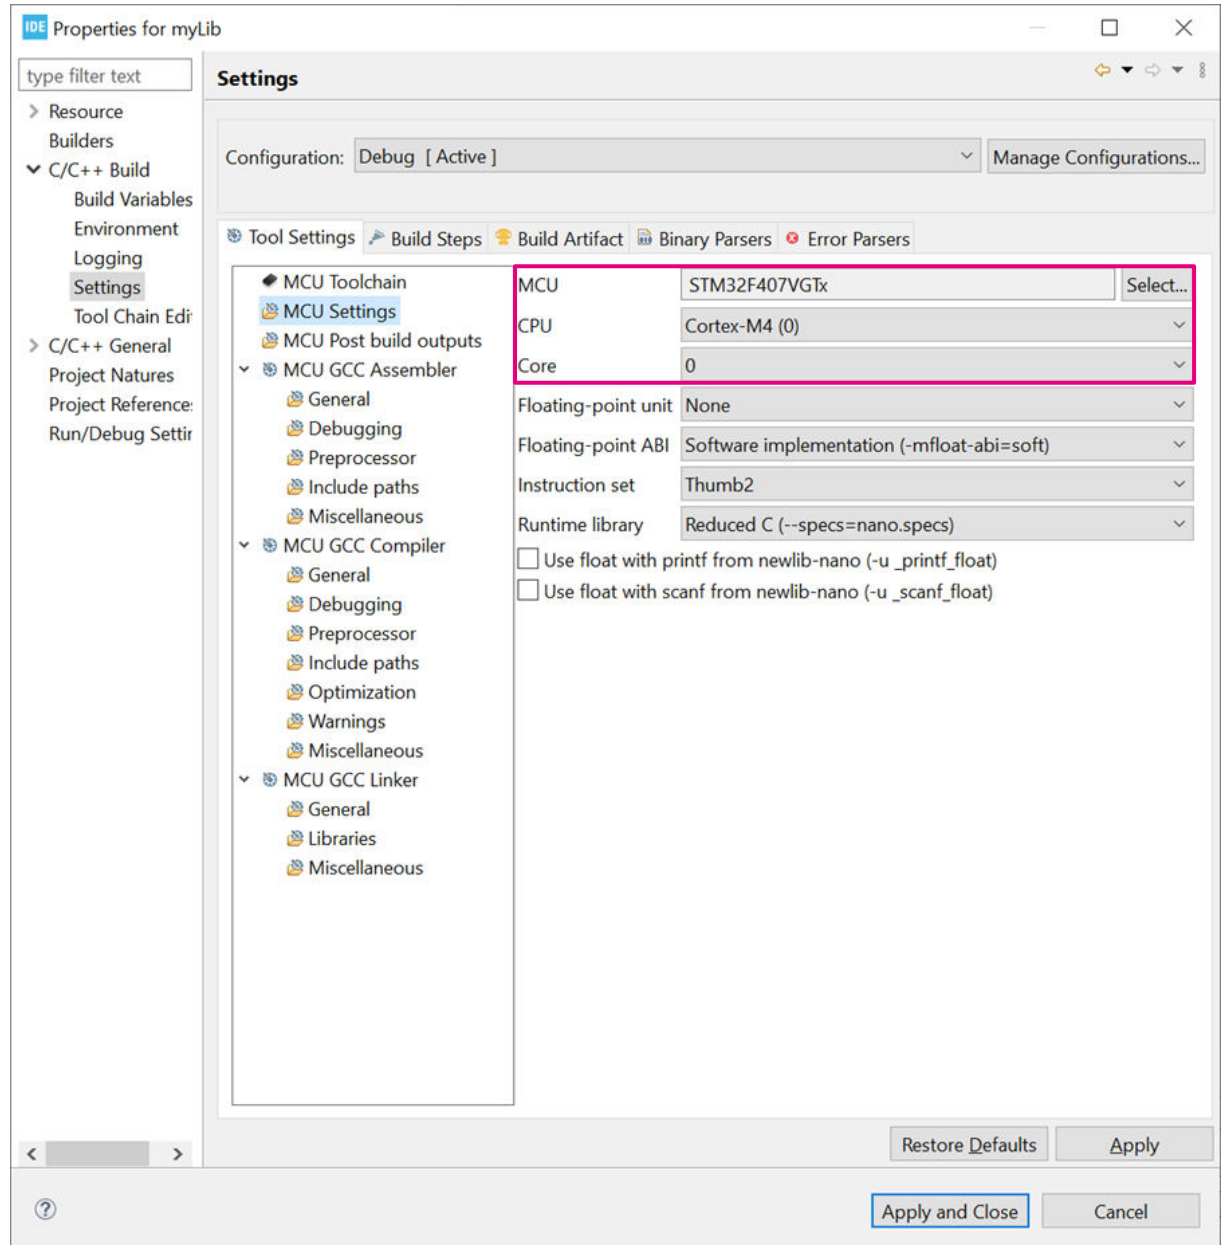 IDE Properties for myLib
type filter text
Settings
Resource
Builders
C/C++ Build
Build Variables
Environment
Logging
Settings
Tool Chain Edi
C/C++ General
Project Natures
Project Reference
Run/Debug Settin
Configuration: Debug [ Active ] Manage Configurations...
Tool Settings Build Steps Build Artifact Binary Parsers Error Parsers
MCU Toolchain
MCU Settings
MCU Post build outputs
MCU GCC Assembler
General
Debugging
Preprocessor
Include paths
Miscellaneous
MCU GCC Compiler
General
Debugging
Preprocessor
Include paths
Optimization
Warnings
Miscellaneous
MCU GCC Linker
General
Libraries
Miscellaneous
MCU STM32F407VGTx Select...
CPU Cortex-M4 (0)
Core 0
Floating-point unit None
Floating-point ABI Software implementation (-mfloat-abi=soft)
Instruction set Thumb2
Runtime library Reduced C (--specs=nano.specs)
Use float with printf from newlib-nano (-u _printf_float)
Use float with scanf from newlib-nano (-u _scanf_float)
Restore Defaults Apply
? Apply and Close Cancel